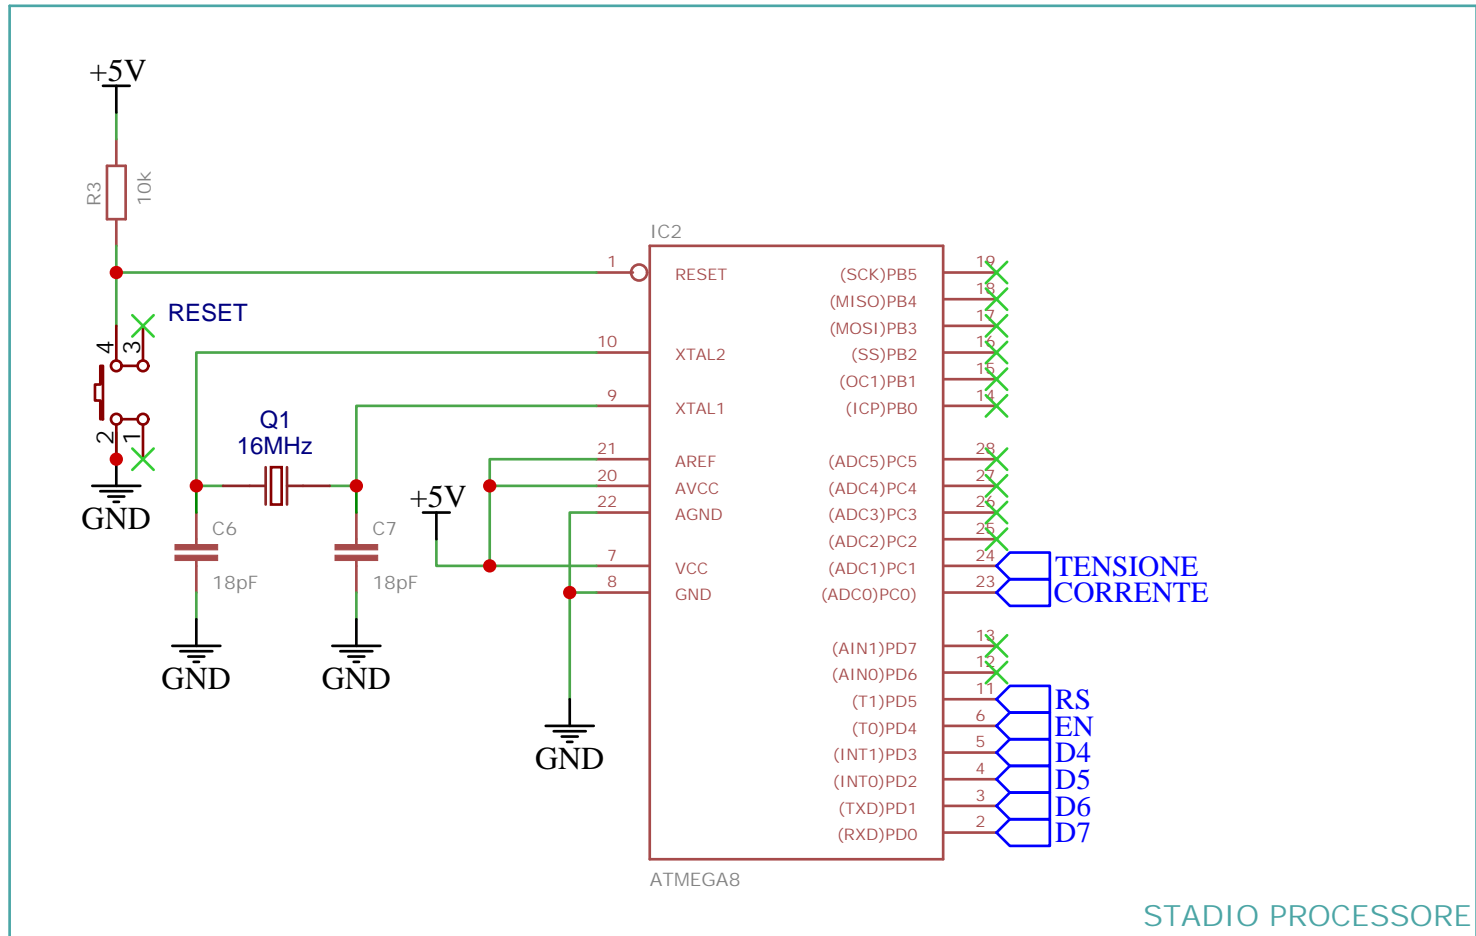 +5V
R3
10k
RESET
4
3
2
1
GND
Q1
16MHz
C6
18pF
GND
C7
18pF
GND
+5V
GND
IC2
1 RESET
10 XTAL2
9 XTAL1
21 AREF
20 AVCC
22 AGND
7 VCC
8 GND
(SCK)PB5 19
(MISO)PB4 18
(MOSI)PB3 17
(SS)PB2 16
(OC1)PB1 15
(ICP)PB0 14
(ADC5)PC5 28
(ADC4)PC4 27
(ADC3)PC3 26
(ADC2)PC2 25
(ADC1)PC1 24 TENSIONE
(ADC0)PC0) 23 CORRENTE
(AIN1)PD7 13
(AIN0)PD6 12
(T1)PD5 11 RS
(T0)PD4 6 EN
(INT1)PD3 5 D4
(INT0)PD2 4 D5
(TXD)PD1 3 D6
(RXD)PD0 2 D7
ATMEGA8
STADIO PROCESSORE